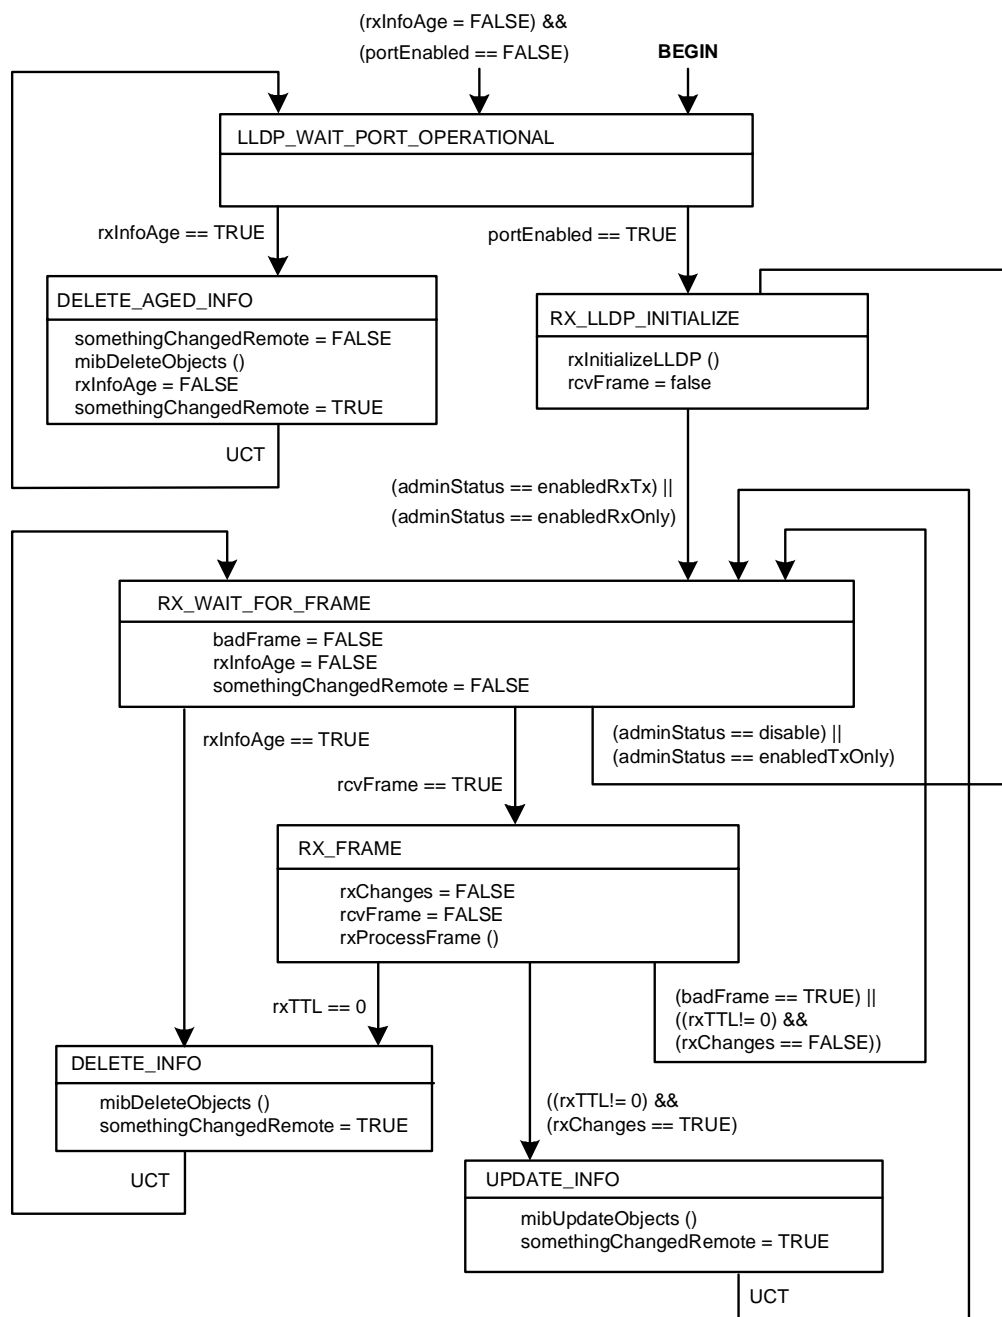 (rxInfoAge = FALSE) &&
(portEnabled == FALSE)
BEGIN
LLDP_WAIT_PORT_OPERATIONAL
rxInfoAge == TRUE
portEnabled == TRUE
DELETE_AGED_INFO
somethingChangedRemote = FALSE
mibDeleteObjects ()
rxInfoAge = FALSE
somethingChangedRemote = TRUE
UCT
RX_LLDP_INITIALIZE
rxInitializeLLDP ()
rcvFrame = false
(adminStatus == enabledRxTx) ||
(adminStatus == enabledRxOnly)
RX_WAIT_FOR_FRAME
badFrame = FALSE
rxInfoAge = FALSE
somethingChangedRemote = FALSE
rxInfoAge == TRUE
rcvFrame == TRUE
(adminStatus == disable) ||
(adminStatus == enabledTxOnly)
RX_FRAME
rxChanges = FALSE
rcvFrame = FALSE
rxProcessFrame ()
rxTTL == 0
(badFrame == TRUE) ||
((rxTTL!= 0) &&
(rxChanges == FALSE))
DELETE_INFO
mibDeleteObjects ()
somethingChangedRemote = TRUE
UCT
((rxTTL!= 0) &&
(rxChanges == TRUE)
UPDATE_INFO
mibUpdateObjects ()
somethingChangedRemote = TRUE
UCT